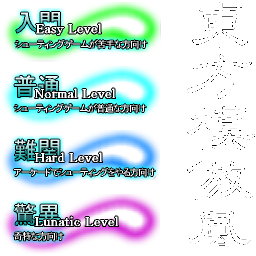 入門
Easy Level
シューティングゲームが苦手な方向け
普通
Normal Level
シューティングゲームが普通な方向け
難関
Hard Level
アーケードでシューティングをやる方向け
驚異
Lunatic Level
奇特な方向け
東
方